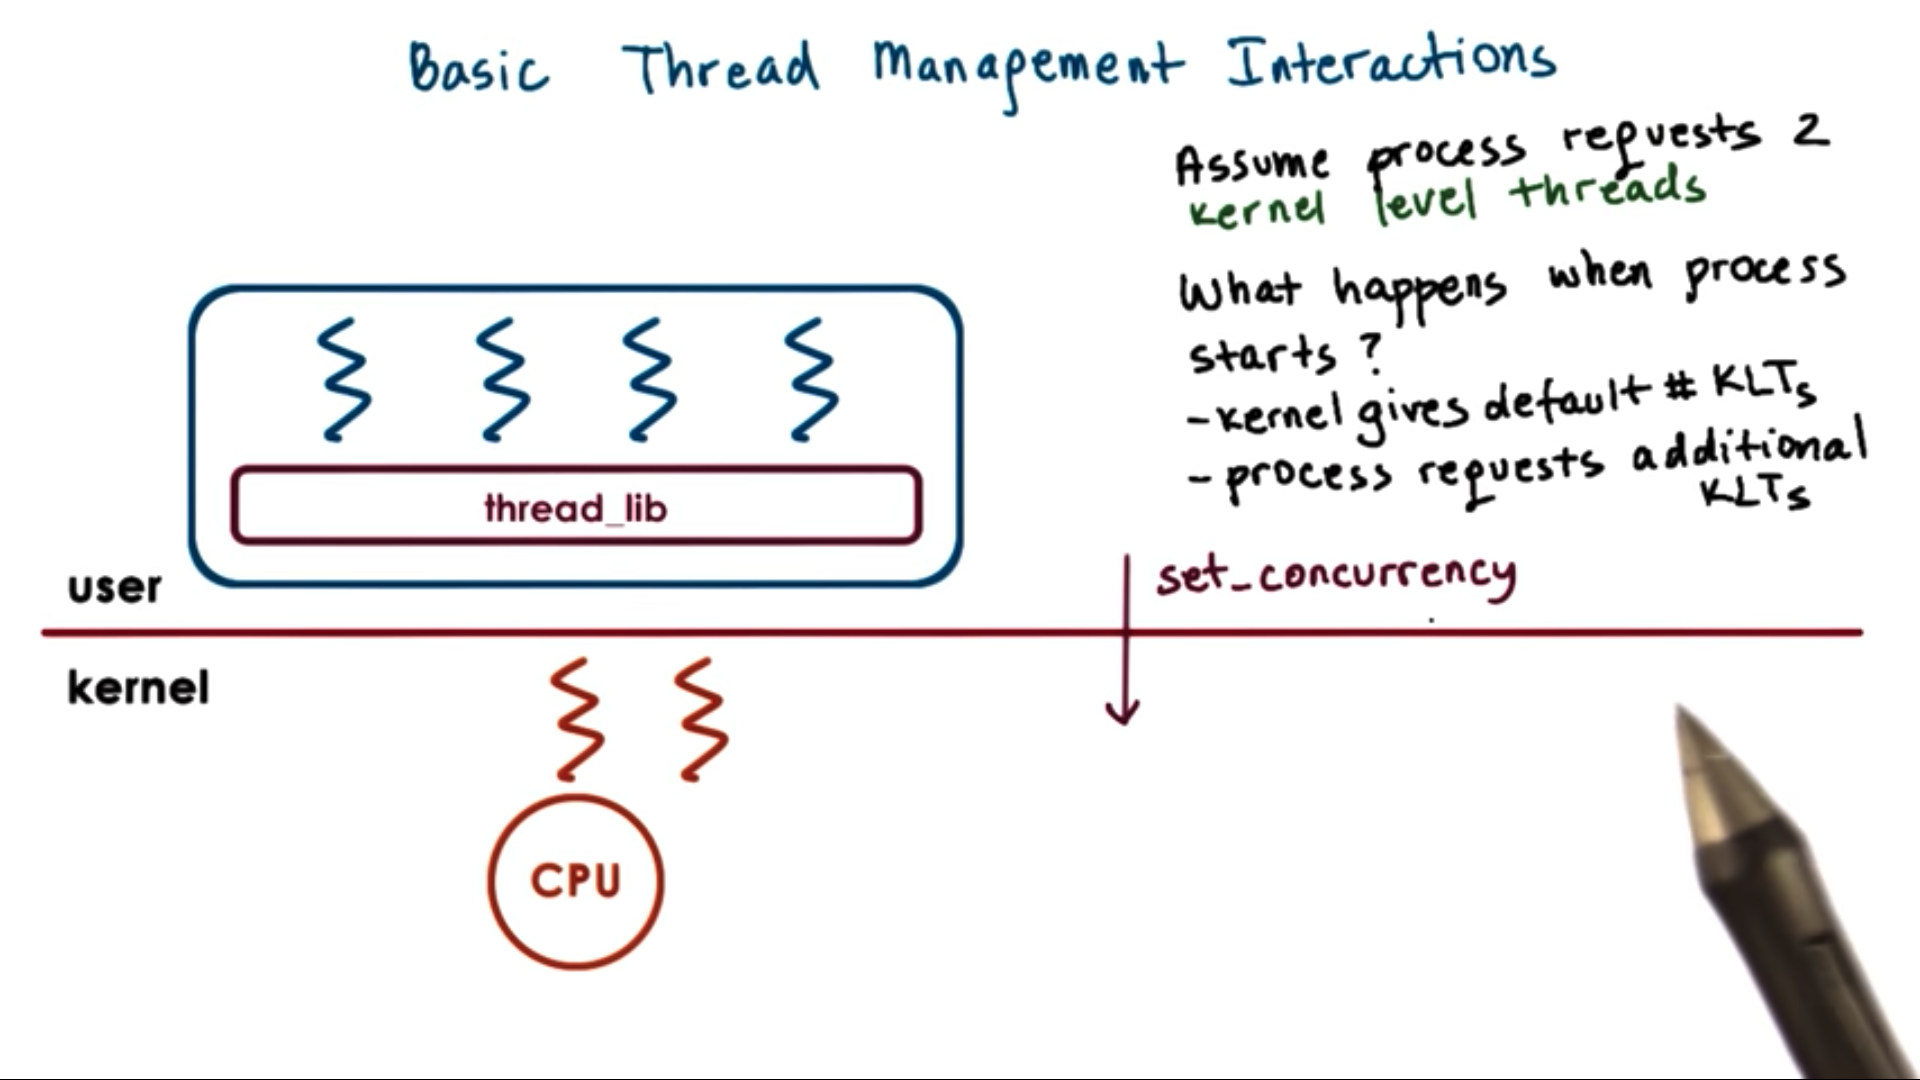 Basic Thread Management Interactions
Assume process requests 2
kernel level threads
What happens when process
starts?
- kernel gives default # KLTs
- process requests additional
KLTs
thread_lib
set_concurrency
user
kernel
CPU